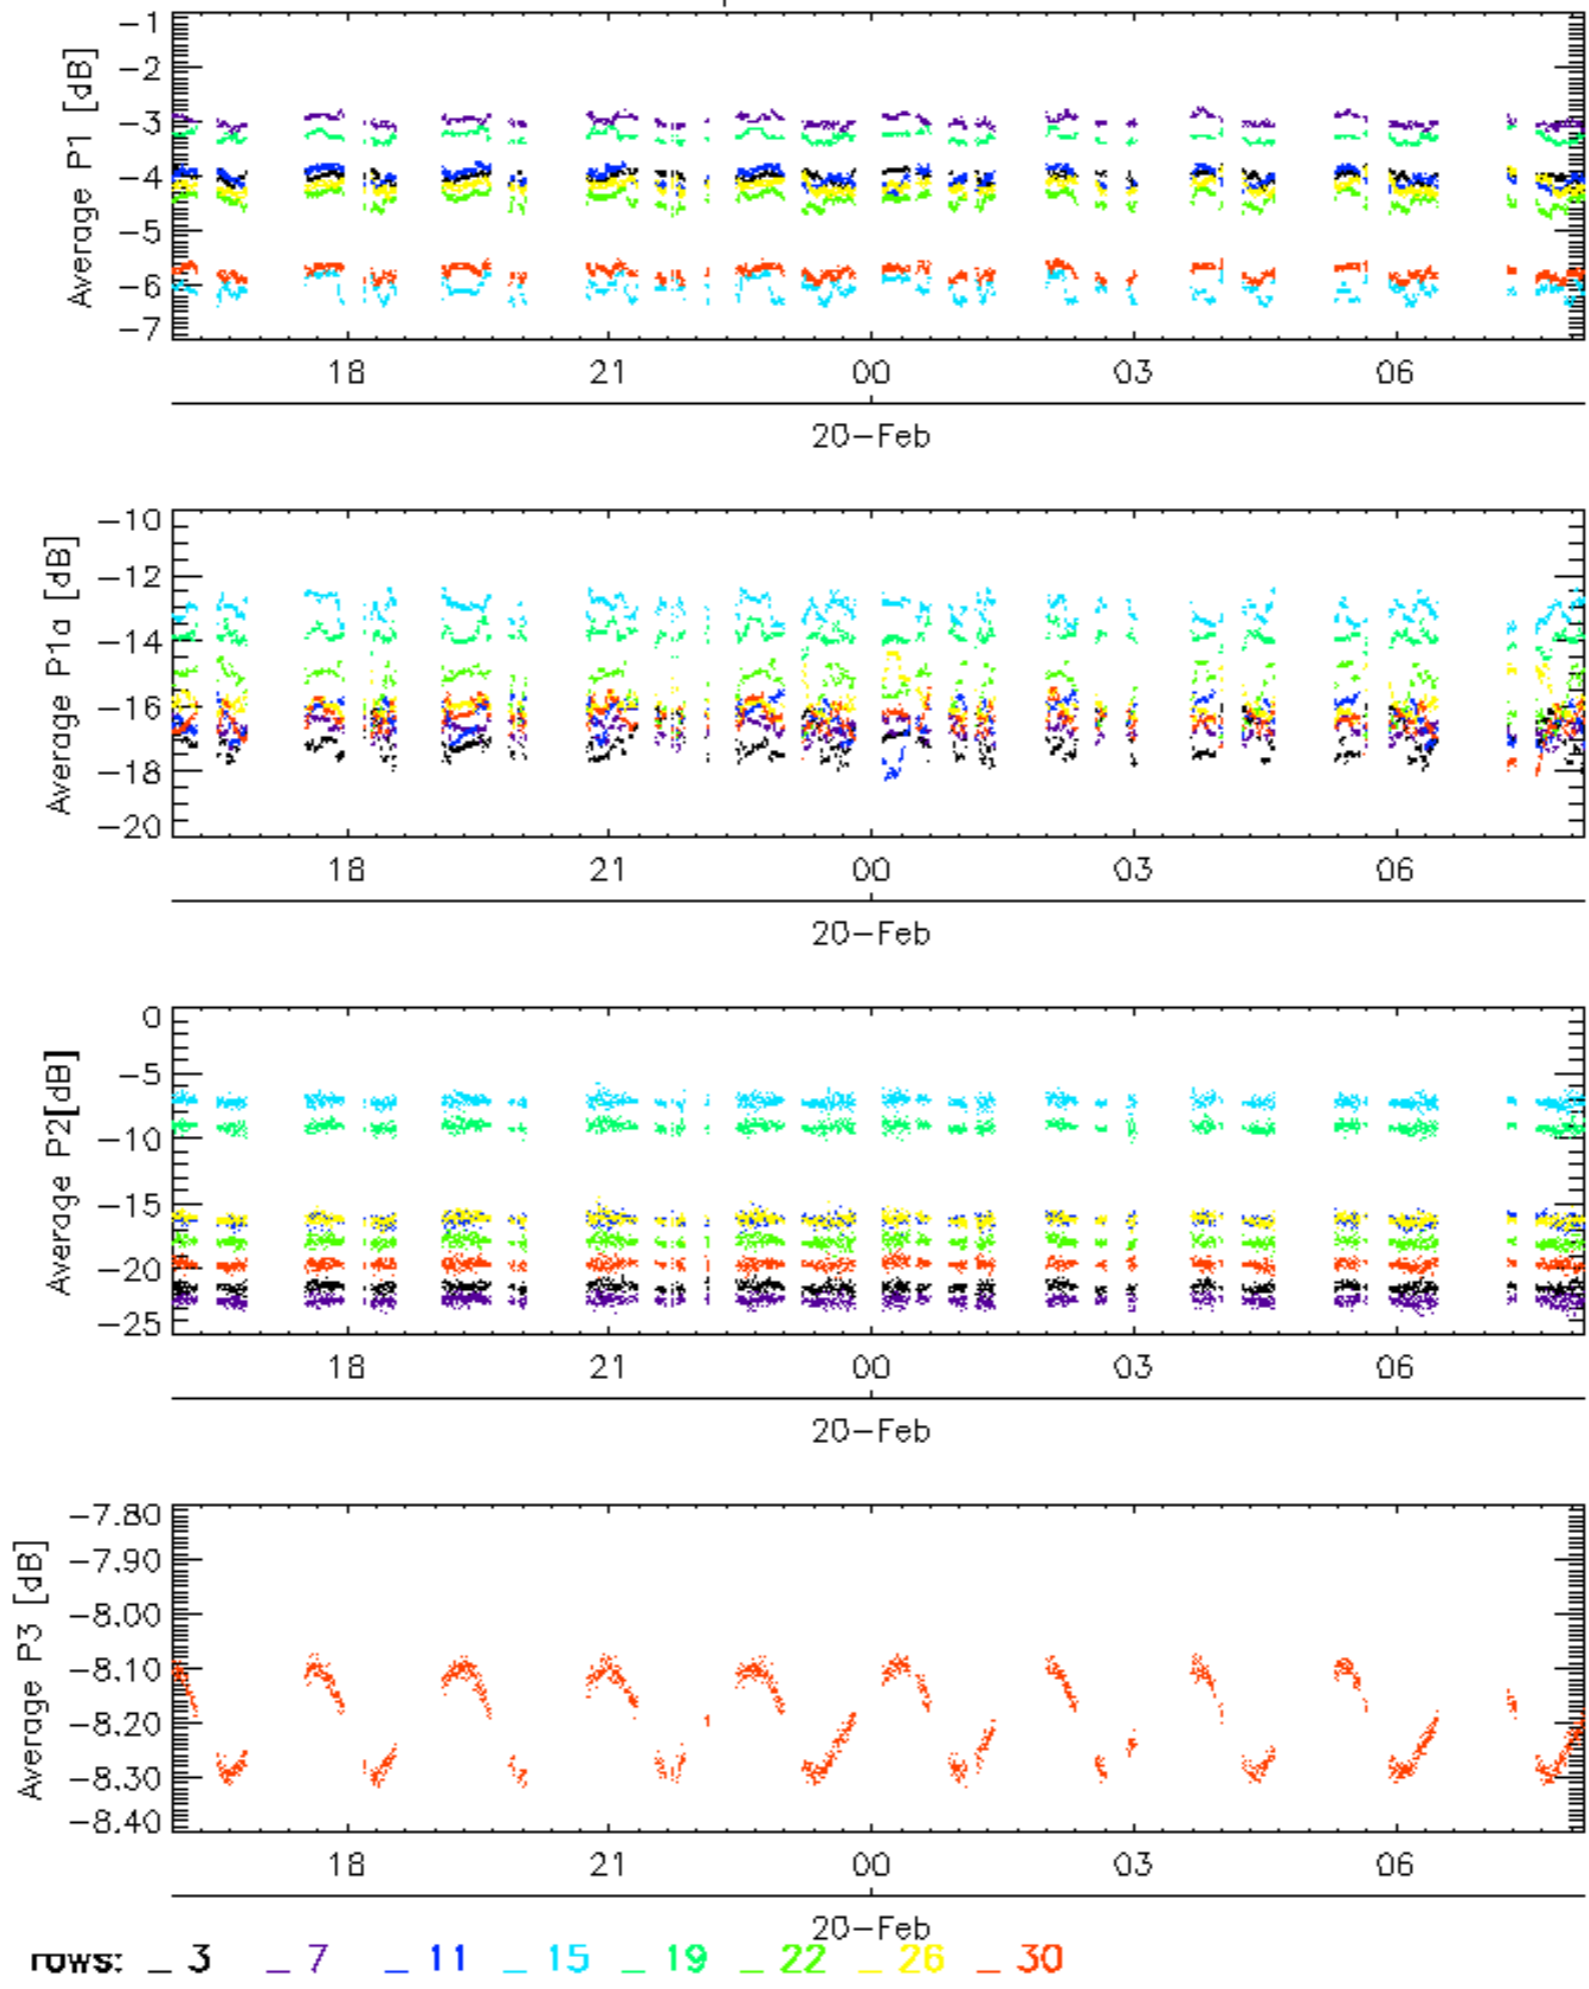 Average P1 [dB]
-1
-2
-3
-4
-5
-6
-7
18 21 00 03 06
20-Feb
Average P1a [dB]
-10
-12
-14
-16
-18
-20
18 21 00 03 06
20-Feb
Average P2[dB]
0
-5
-10
-15
-20
-25
18 21 00 03 06
20-Feb
Average P3 [dB]
-7.80
-7.90
-8.00
-8.10
-8.20
-8.30
-8.40
18 21 00 03 06
20-Feb
rows: _ 3 _ 7 _ 11 _ 15 _ 19 _ 22 _ 26 _ 30